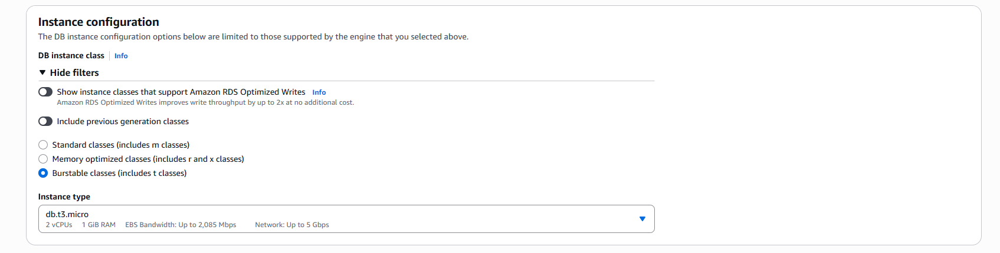 Instance configuration
The DB instance configuration options below are limited to those supported by the engine that you selected above.
DB instance class Info
Hide filters
Show instance classes that support Amazon RDS Optimized Writes Info
Amazon RDS Optimized Writes improves write throughput by up to 2x at no additional cost.
Include previous generation classes
Standard classes (includes m classes)
Memory optimized classes (includes r and x classes)
Burstable classes (includes t classes)
Instance type
db.t3.micro
2 vCPUs 1 GiB RAM EBS Bandwidth: Up to 2,085 Mbps Network: Up to 5 Gbps